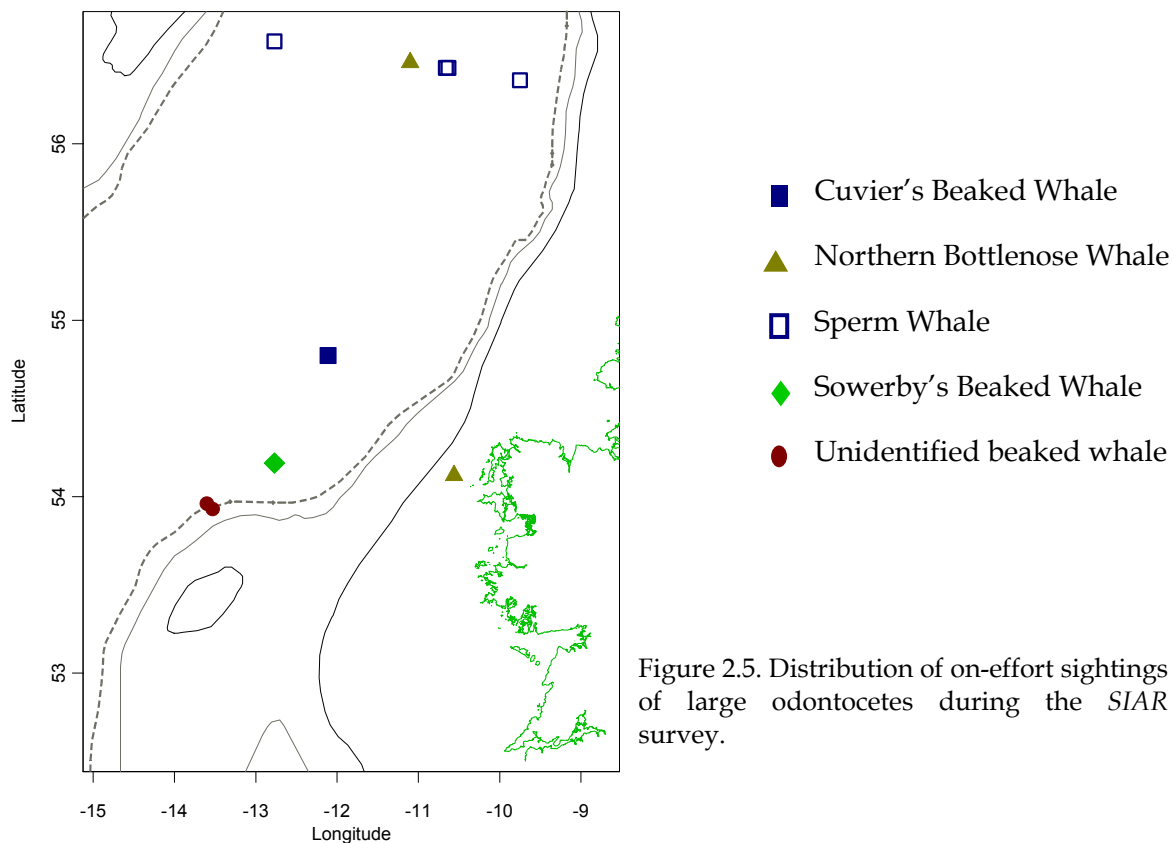 56
55
54
53
Latitude
-15 -14 -13 -12 -11 -10 -9
Longitude
Cuvier's Beaked Whale
Northern Bottlenose Whale
Sperm Whale
Sowerby's Beaked Whale
Unidentified beaked whale
Figure 2.5. Distribution of on-effort sightings
of large odontocetes during the SIAR
survey.